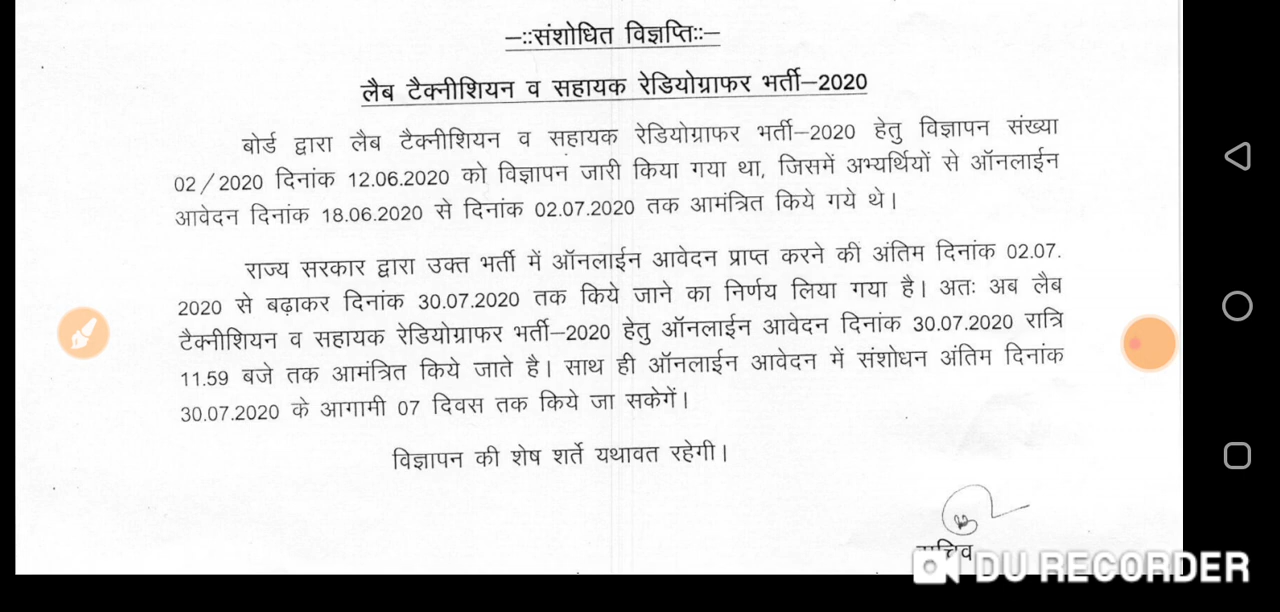 -::संशोधित विज्ञप्तिः:-
लैब टैक्नीशियन व सहायक रेडियोग्राफर भर्ती-2020
बोर्ड द्वारा लैब टैक्नीशियन व सहायक रेडियोग्राफर भर्ती-2020 हेतु विज्ञापन संख्या
02/2020 दिनांक 12.06.2020 को विज्ञापन जारी किया गया था, जिसमें अभ्यर्थियों से ऑनलाईन
आवेदन दिनांक 18.06.2020 से दिनांक 02.07.2020 तक आमंत्रित किये गये थे।
राज्य सरकार द्वारा उक्त भर्ती में ऑनलाईन आवेदन प्राप्त करने की अंतिम दिनांक 02.07.
2020 से बढ़ाकर दिनांक 30.07.2020 तक किये जाने का निर्णय लिया गया है। अतः अब लैब
टैक्नीशियन व सहायक रेडियोग्राफर भर्ती-2020 हेतु ऑनलाईन आवेदन दिनांक 30.07.2020 रात्रि
11.59 बजे तक आमंत्रित किये जाते है। साथ ही ऑनलाईन आवेदन में संशोधन अंतिम दिनांक
30.07.2020 के आगामी 07 दिवस तक किये जा सकेगें।
विज्ञापन की शेष शर्ते यथावत रहेगी।
सचिव
DU RECORDER